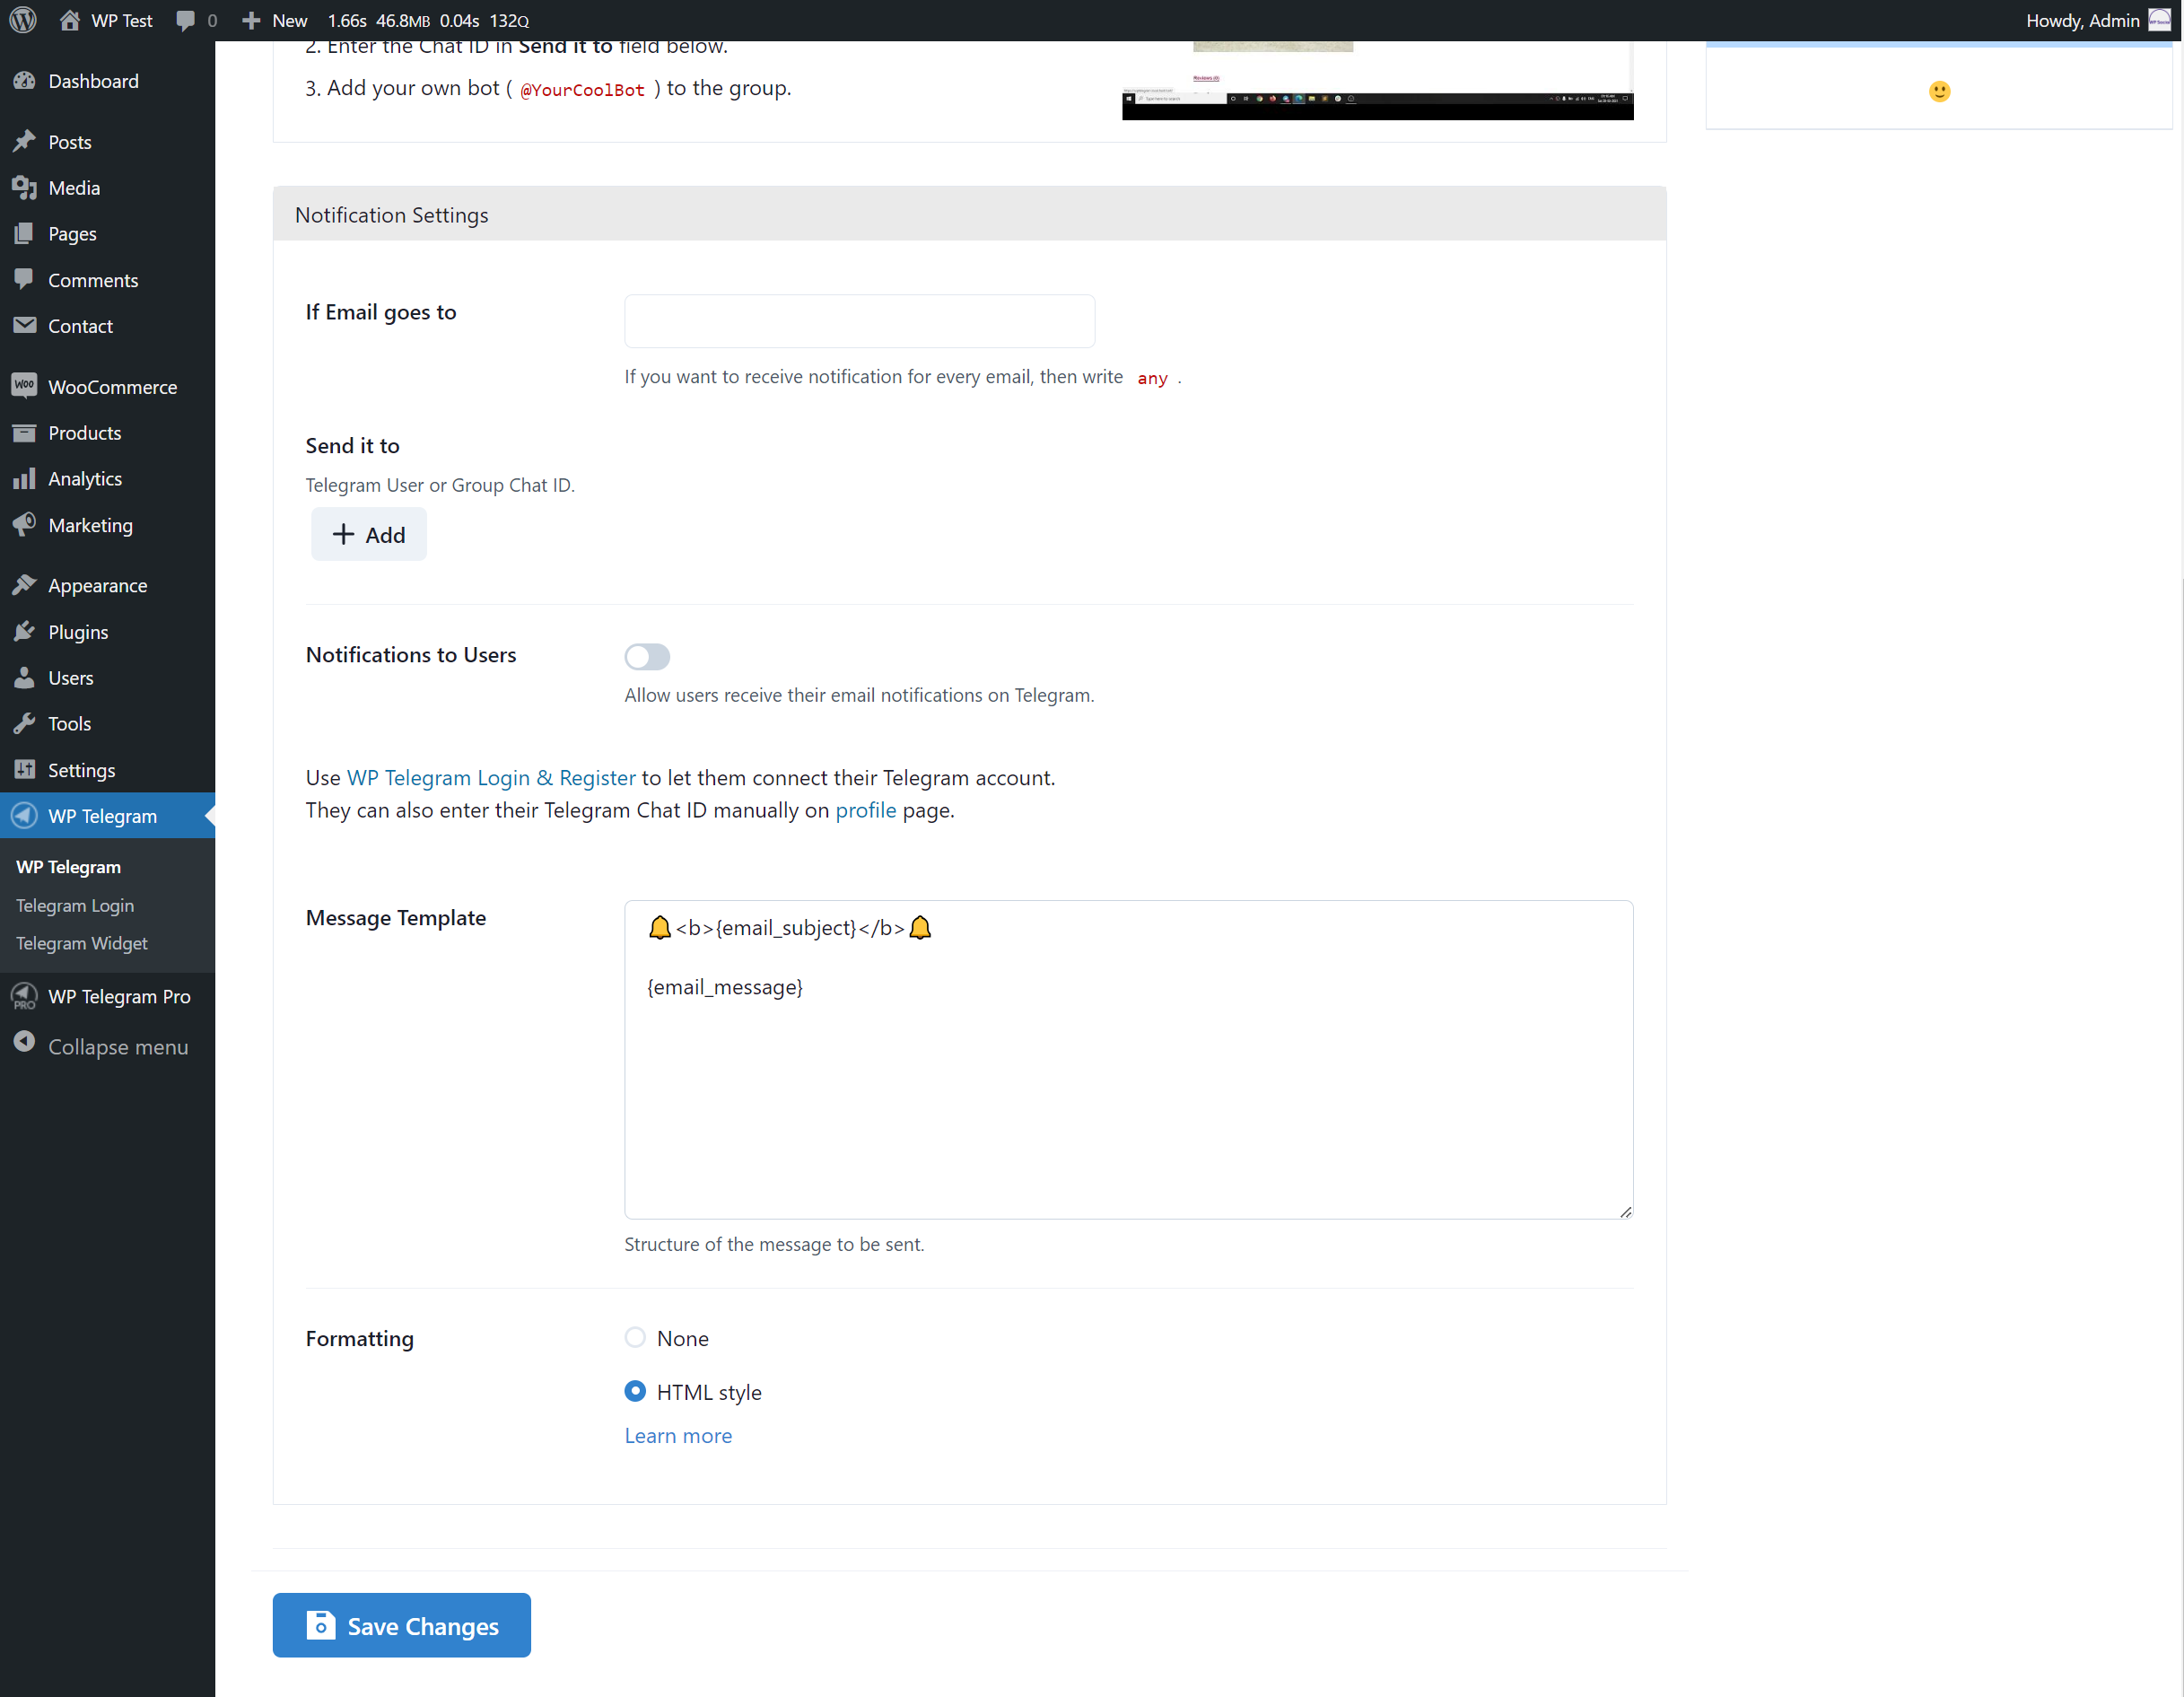 WP Test 0 New 1.66s 46.8MB 0.04s 132Q Howdy, Admin
Dashboard
Posts
Media
Pages
Comments
Contact
WooCommerce
Products
Analytics
Marketing
Appearance
Plugins
Users
Tools
Settings
WP Telegram
WP Telegram
Telegram Login
Telegram Widget
WP Telegram Pro
Collapse menu
2. Enter the Chat ID in Send it to field below.
3. Add your own bot ( @YourCoolBot ) to the group.
Reviews (0)
Notification Settings
If Email goes to
If you want to receive notification for every email, then write any .
Send it to
Telegram User or Group Chat ID.
+ Add
Notifications to Users
Allow users receive their email notifications on Telegram.
Use WP Telegram Login & Register to let them connect their Telegram account.
They can also enter their Telegram Chat ID manually on profile page.
Message Template
🔔<b>{email_subject}</b>🔔
{email_message}
Structure of the message to be sent.
Formatting
None
HTML style
Learn more
Save Changes